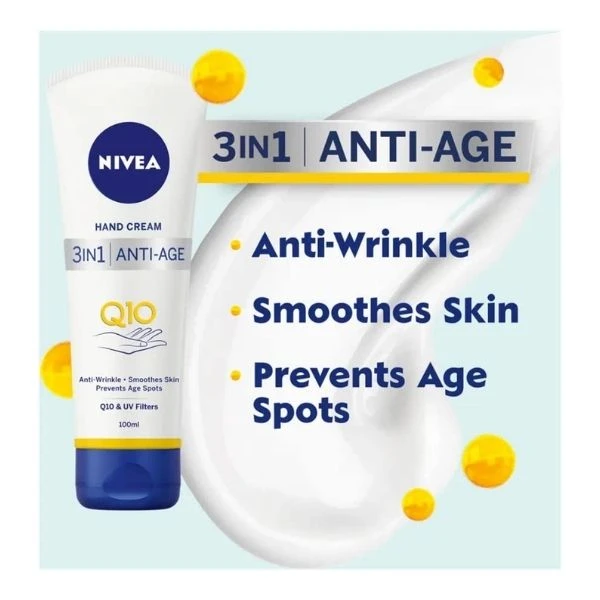 NIVEA
HAND CREAM
3IN1 | ANTI-AGE
Q10
Anti-Wrinkle • Smoothes Skin
Prevents Age Spots
Q10 & UV Filters
100ml
3IN1 | ANTI-AGE
• Anti-Wrinkle
• Smoothes Skin
• Prevents Age
Spots